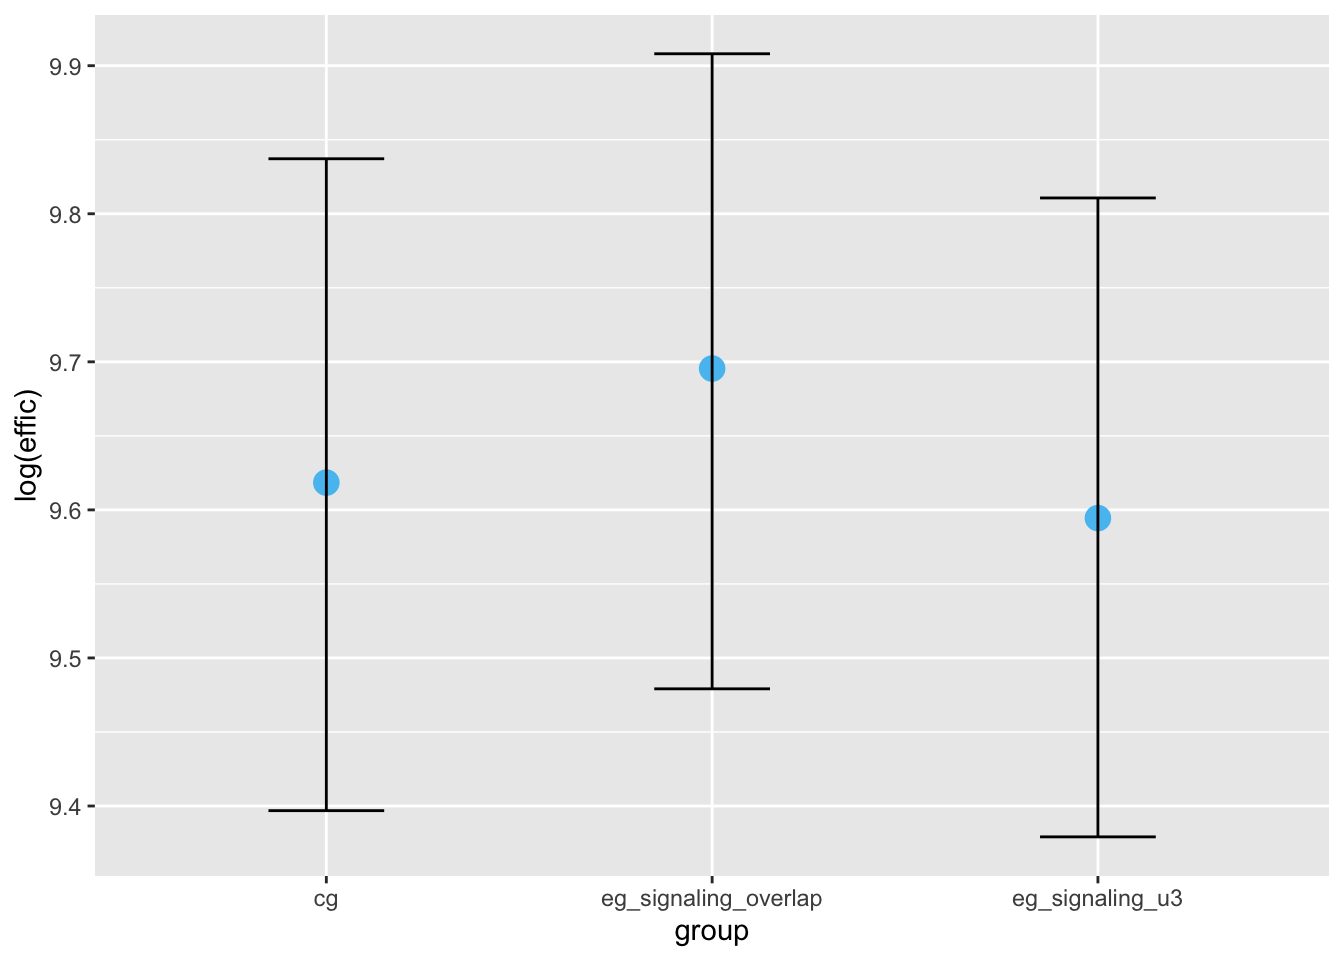 log(effic)
9.9
9.8
9.7
9.6
9.5
9.4
cg
eg_signaling_overlap
eg_signaling_u3
group